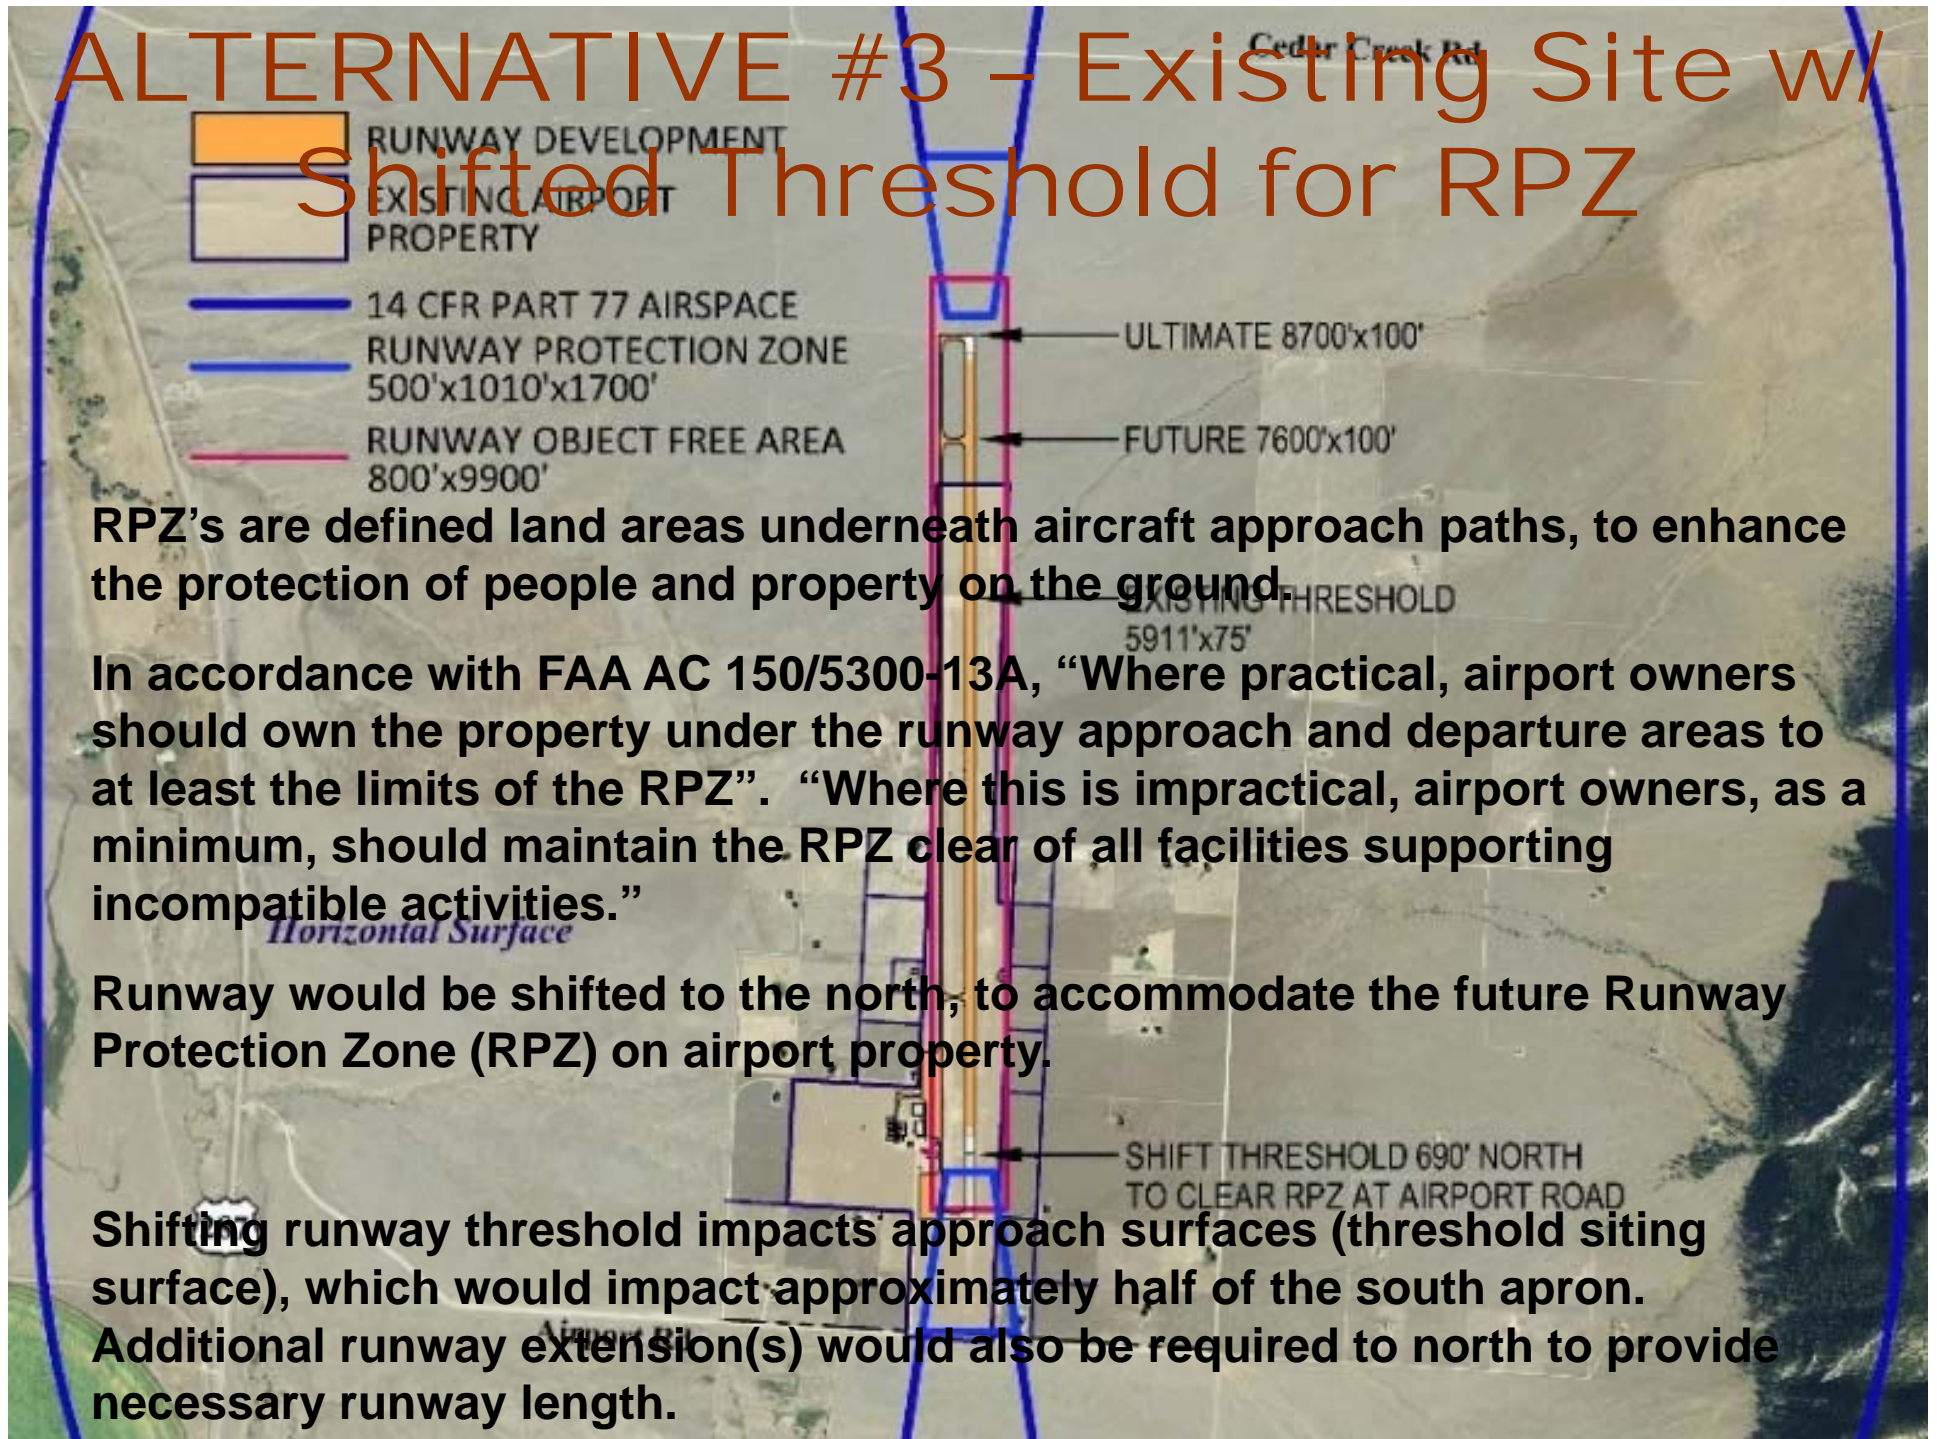 ALTERNATIVE #3 – Existing Site w/
Shifted Threshold for RPZ
Cedar Creek Rd
RUNWAY DEVELOPMENT
EXISTING AIRPORT
PROPERTY
14 CFR PART 77 AIRSPACE
RUNWAY PROTECTION ZONE
500'x1010'x1700'
RUNWAY OBJECT FREE AREA
800'x9900'
ULTIMATE 8700'x100'
FUTURE 7600'x100'
RPZ’s are defined land areas underneath aircraft approach paths, to enhance
the protection of people and property on the ground.
EXISTING THRESHOLD
5911'x75'
In accordance with FAA AC 150/5300-13A, “Where practical, airport owners
should own the property under the runway approach and departure areas to
at least the limits of the RPZ”. “Where this is impractical, airport owners, as a
minimum, should maintain the RPZ clear of all facilities supporting
incompatible activities.”
Horizontal Surface
Runway would be shifted to the north, to accommodate the future Runway
Protection Zone (RPZ) on airport property.
SHIFT THRESHOLD 690' NORTH
TO CLEAR RPZ AT AIRPORT ROAD
Shifting runway threshold impacts approach surfaces (threshold siting
surface), which would impact approximately half of the south apron.
Airport Rd
Additional runway extension(s) would also be required to north to provide
necessary runway length.